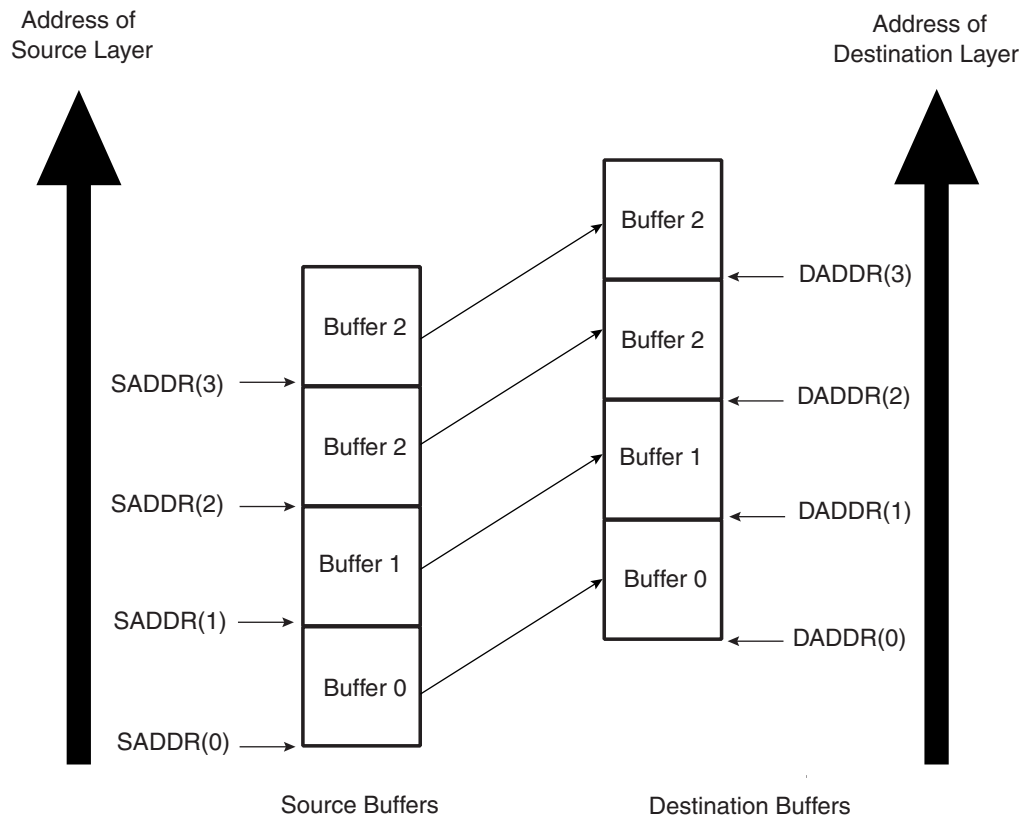 Address of
Source Layer
Address of
Destination Layer
Buffer 2
DADDR(3)
Buffer 2
Buffer 2
SADDR(3)
DADDR(2)
Buffer 2
Buffer 1
SADDR(2)
DADDR(1)
Buffer 1
Buffer 0
SADDR(1)
DADDR(0)
Buffer 0
SADDR(0)
Source Buffers
Destination Buffers